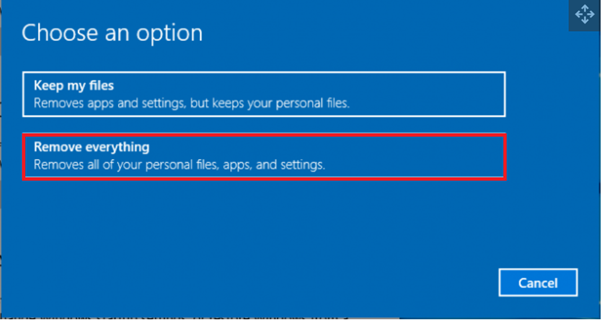 Choose an option
Keep my files
Removes apps and settings, but keeps your personal files.
Remove everything
Removes all of your personal files, apps, and settings.
Cancel